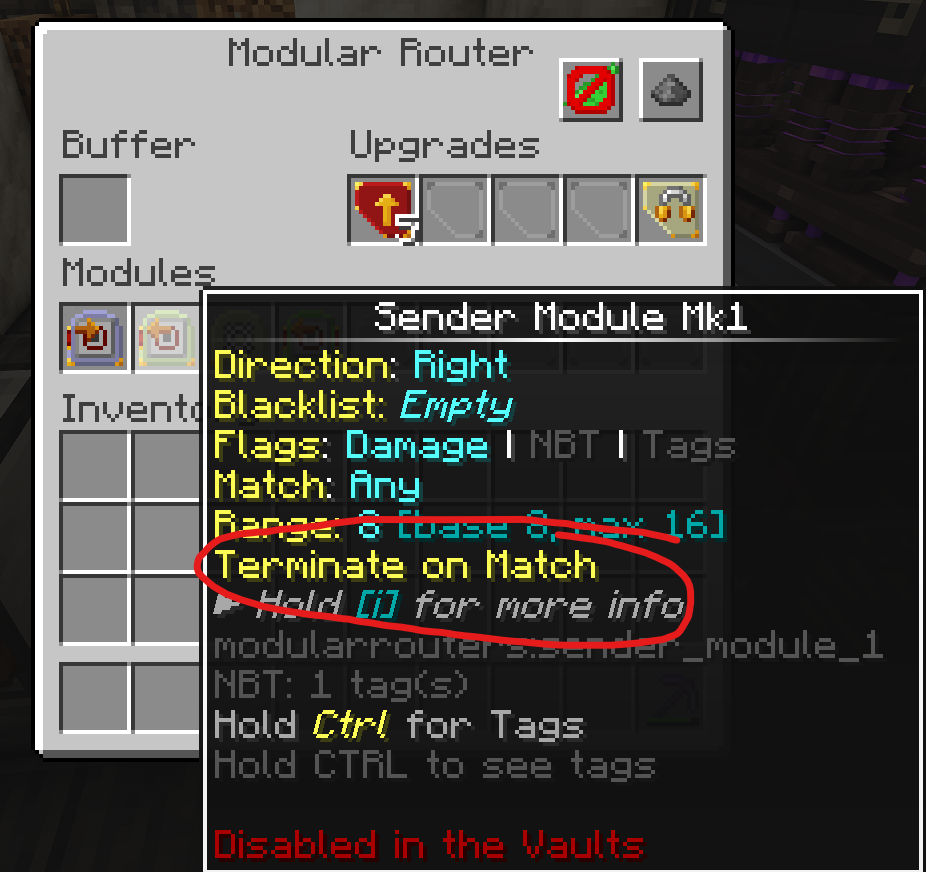 Modular Router
Buffer
Upgrades
Modules
Sender Module Mk1
Direction: Right
Blacklist: Empty
Flags: Damage | NBT | Tags
Match: Any
Range: 8 [base 8, max 16]
Terminate on Match
▶ Hold [i] for more info
modularrouters:sender_module_1
NBT: 1 tag(s)
Hold Ctrl for Tags
Hold CTRL to see tags
Disabled in the Vaults
Invento